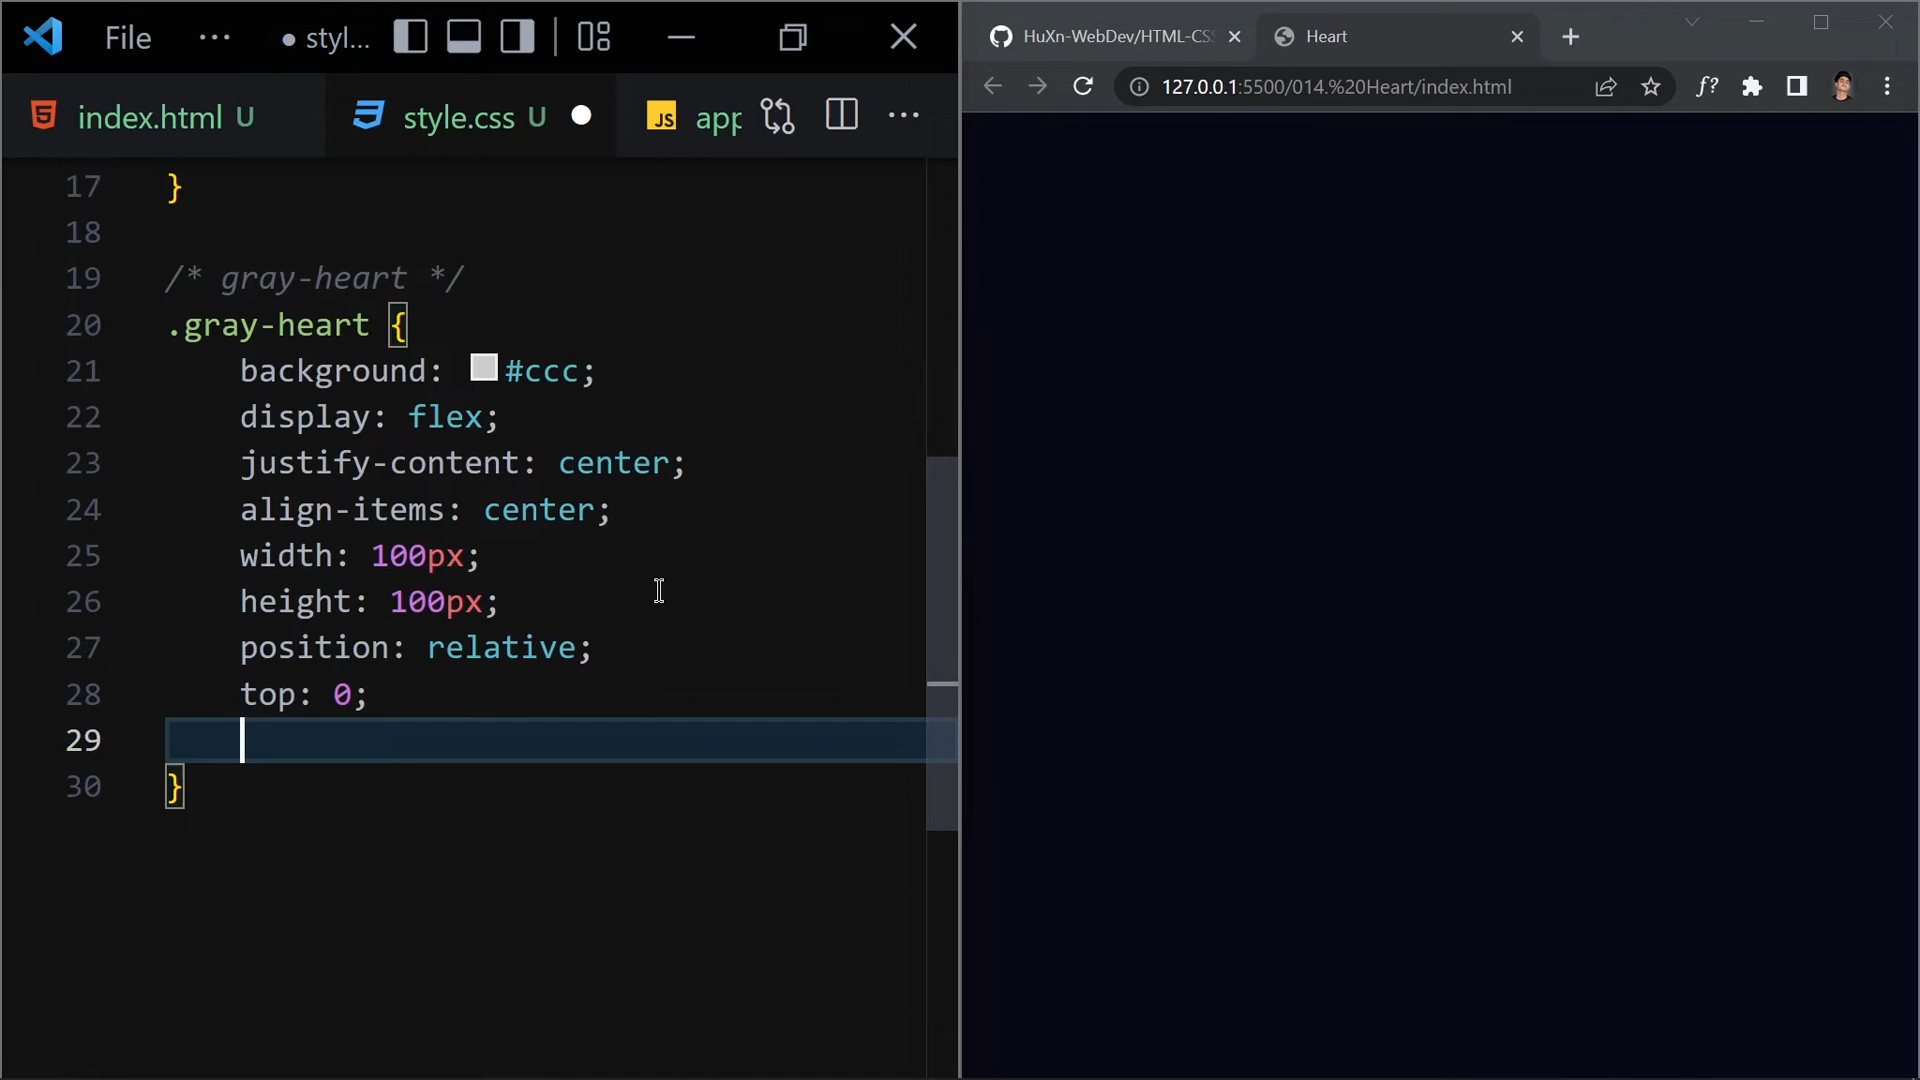 File ··· ● styl...
index.html U style.css U ● JS app ···
17 }
18
19 /* gray-heart */
20 .gray-heart {
21 background: #ccc;
22 display: flex;
23 justify-content: center;
24 align-items: center;
25 width: 100px;
26 height: 100px;
27 position: relative;
28 top: 0;
29
30 }
HuXn-WebDev/HTML-CS Heart
127.0.0.1:5500/014.%20Heart/index.html f?